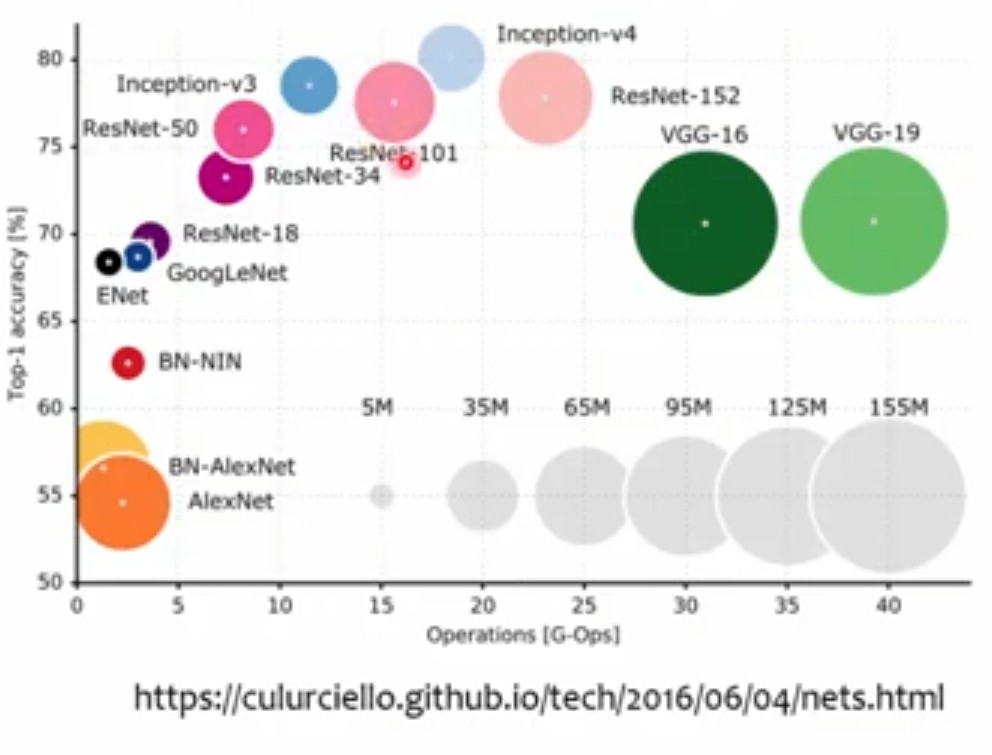 80
Inception-v4
Inception-v3
ResNet-152
ResNet-50
VGG-16
VGG-19
75
ResNet-101
ResNet-34
70
ResNet-18
GoogLeNet
ENet
65
BN-NIN
60
5M 35M 65M 95M 125M 155M
BN-AlexNet
55
AlexNet
50
0 5 10 15 20 25 30 35 40
Top-1 accuracy [%]
Operations [G-Ops]
https://culurciello.github.io/tech/2016/06/04/nets.html